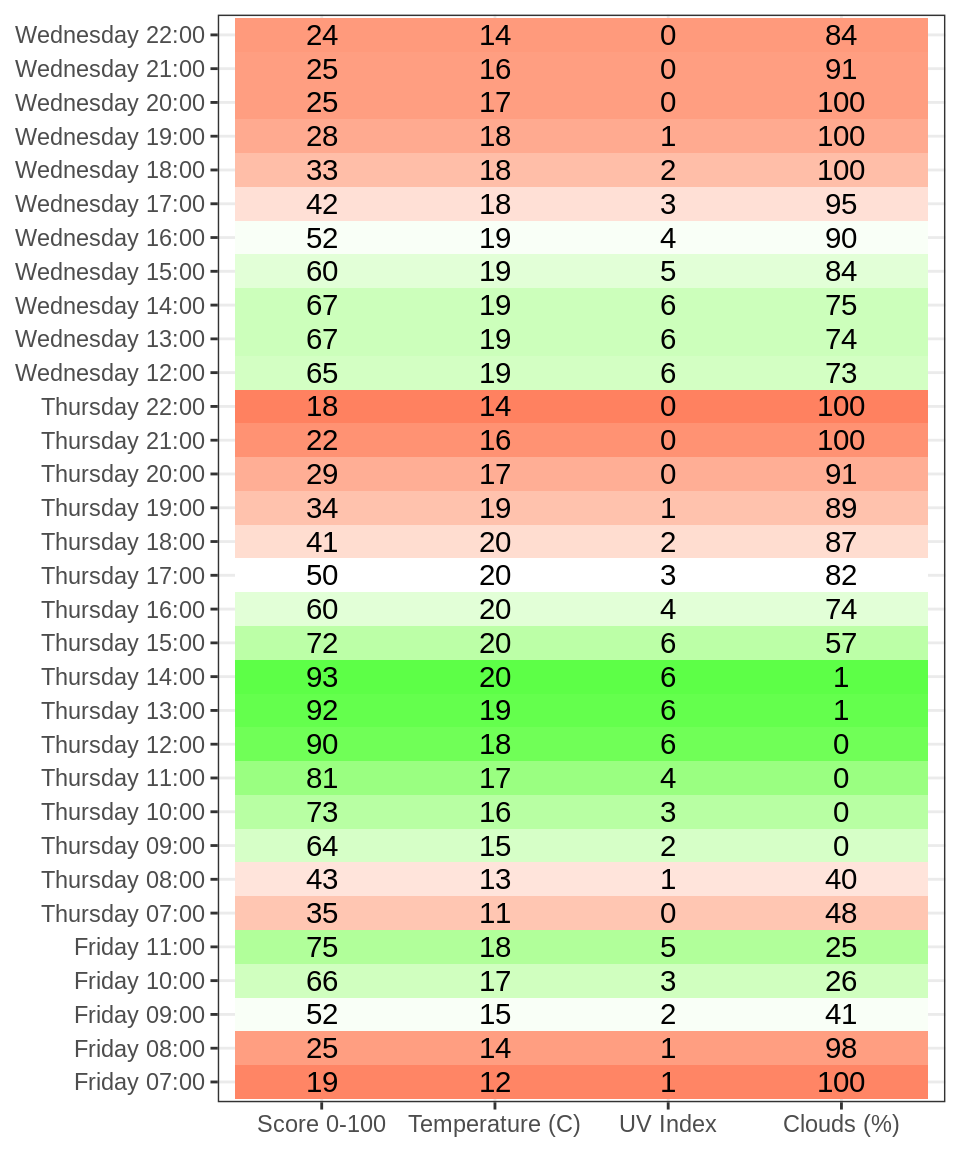 Wednesday 22:00 24 14 0 84
Wednesday 21:00 25 16 0 91
Wednesday 20:00 25 17 0 100
Wednesday 19:00 28 18 1 100
Wednesday 18:00 33 18 2 100
Wednesday 17:00 42 18 3 95
Wednesday 16:00 52 19 4 90
Wednesday 15:00 60 19 5 84
Wednesday 14:00 67 19 6 75
Wednesday 13:00 67 19 6 74
Wednesday 12:00 65 19 6 73
Thursday 22:00 18 14 0 100
Thursday 21:00 22 16 0 100
Thursday 20:00 29 17 0 91
Thursday 19:00 34 19 1 89
Thursday 18:00 41 20 2 87
Thursday 17:00 50 20 3 82
Thursday 16:00 60 20 4 74
Thursday 15:00 72 20 6 57
Thursday 14:00 93 20 6 1
Thursday 13:00 92 19 6 1
Thursday 12:00 90 18 6 0
Thursday 11:00 81 17 4 0
Thursday 10:00 73 16 3 0
Thursday 09:00 64 15 2 0
Thursday 08:00 43 13 1 40
Thursday 07:00 35 11 0 48
Friday 11:00 75 18 5 25
Friday 10:00 66 17 3 26
Friday 09:00 52 15 2 41
Friday 08:00 25 14 1 98
Friday 07:00 19 12 1 100
Score 0-100 Temperature (C) UV Index Clouds (%)